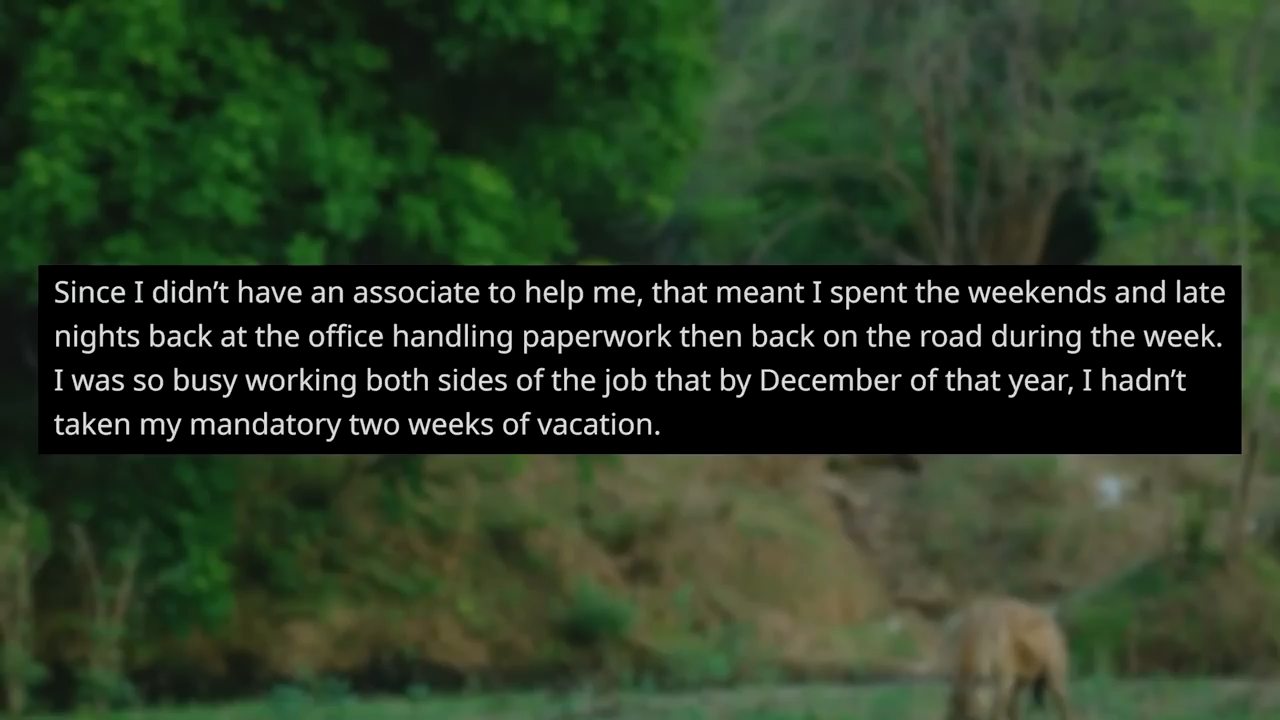 Since I didn’t have an associate to help me, that meant I spent the weekends and late
nights back at the office handling paperwork then back on the road during the week.
I was so busy working both sides of the job that by December of that year, I hadn’t
taken my mandatory two weeks of vacation.